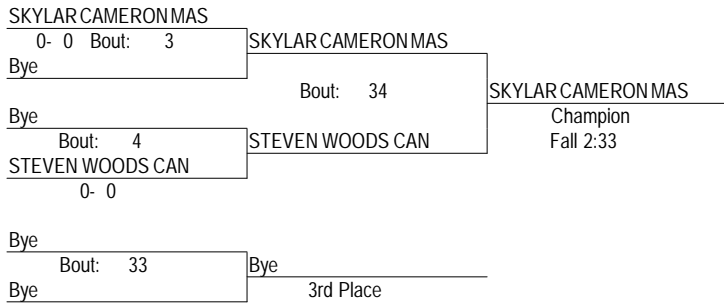 SKYLAR CAMERON MAS
0- 0 Bout: 3
SKYLAR CAMERON MAS
Bye
Bout: 34
SKYLAR CAMERON MAS
Bye
Champion
Bout: 4
STEVEN WOODS CAN
Fall 2:33
STEVEN WOODS CAN
0- 0
Bye
Bout: 33
Bye
Bye
3rd Place